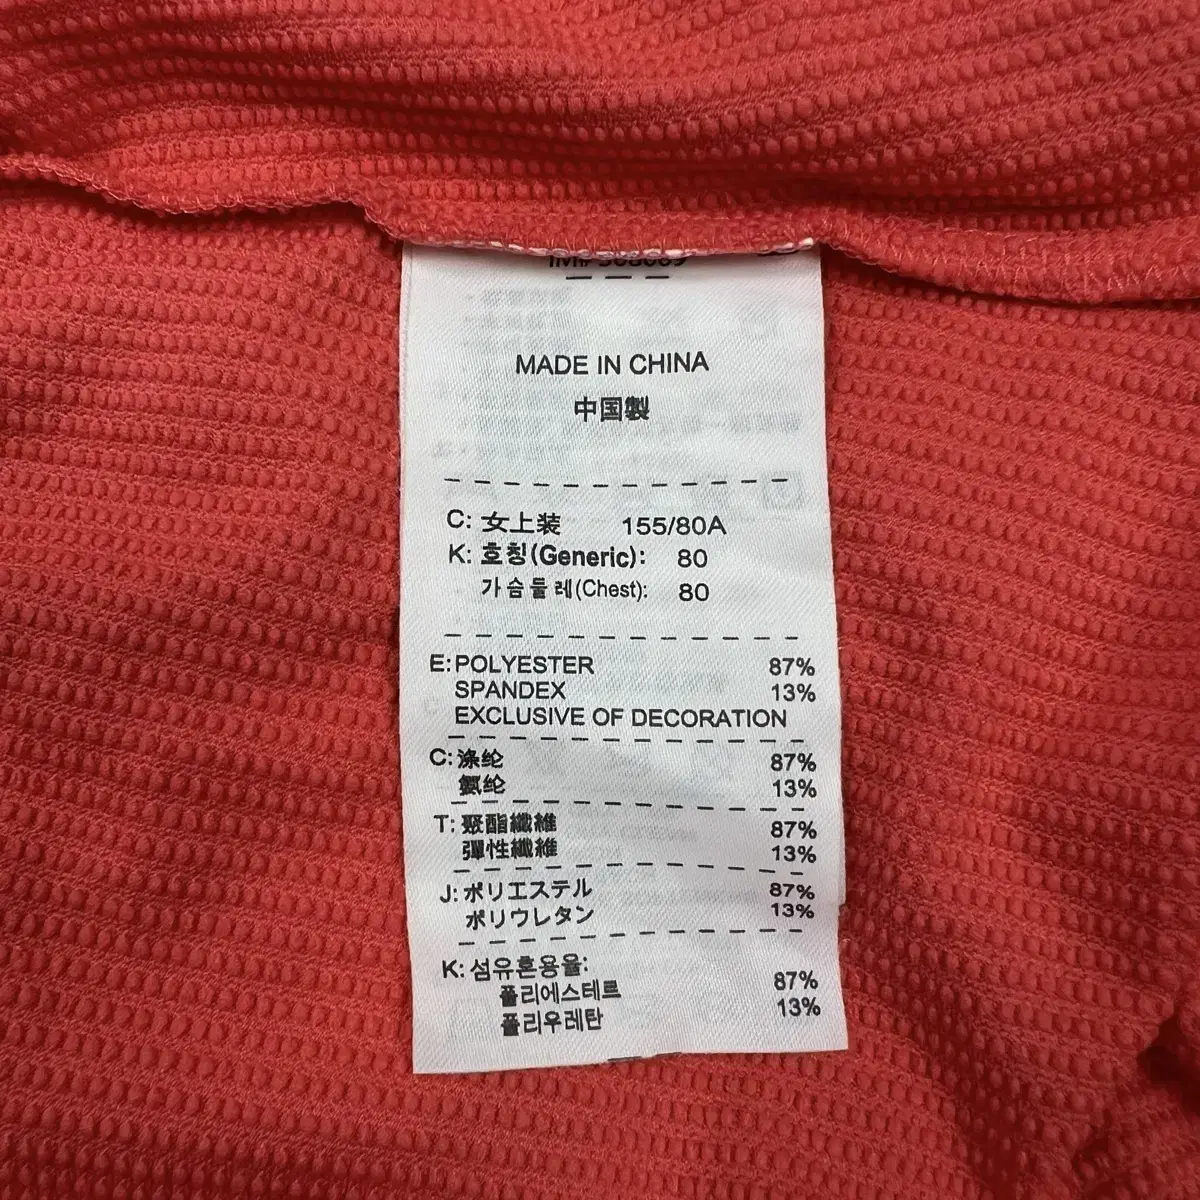 MADE IN CHINA
中国製
C: 女上装 155/80A
K: 호칭(Generic): 80
가슴둘레(Chest): 80
E: POLYESTER 87%
SPANDEX 13%
EXCLUSIVE OF DECORATION
C: 涤纶 87%
氨纶 13%
T: 聚酯纖維 87%
彈性纖維 13%
J: ポリエステル 87%
ポリウレタン 13%
K: 섬유혼용율:
폴리에스테르 87%
폴리우레탄 13%